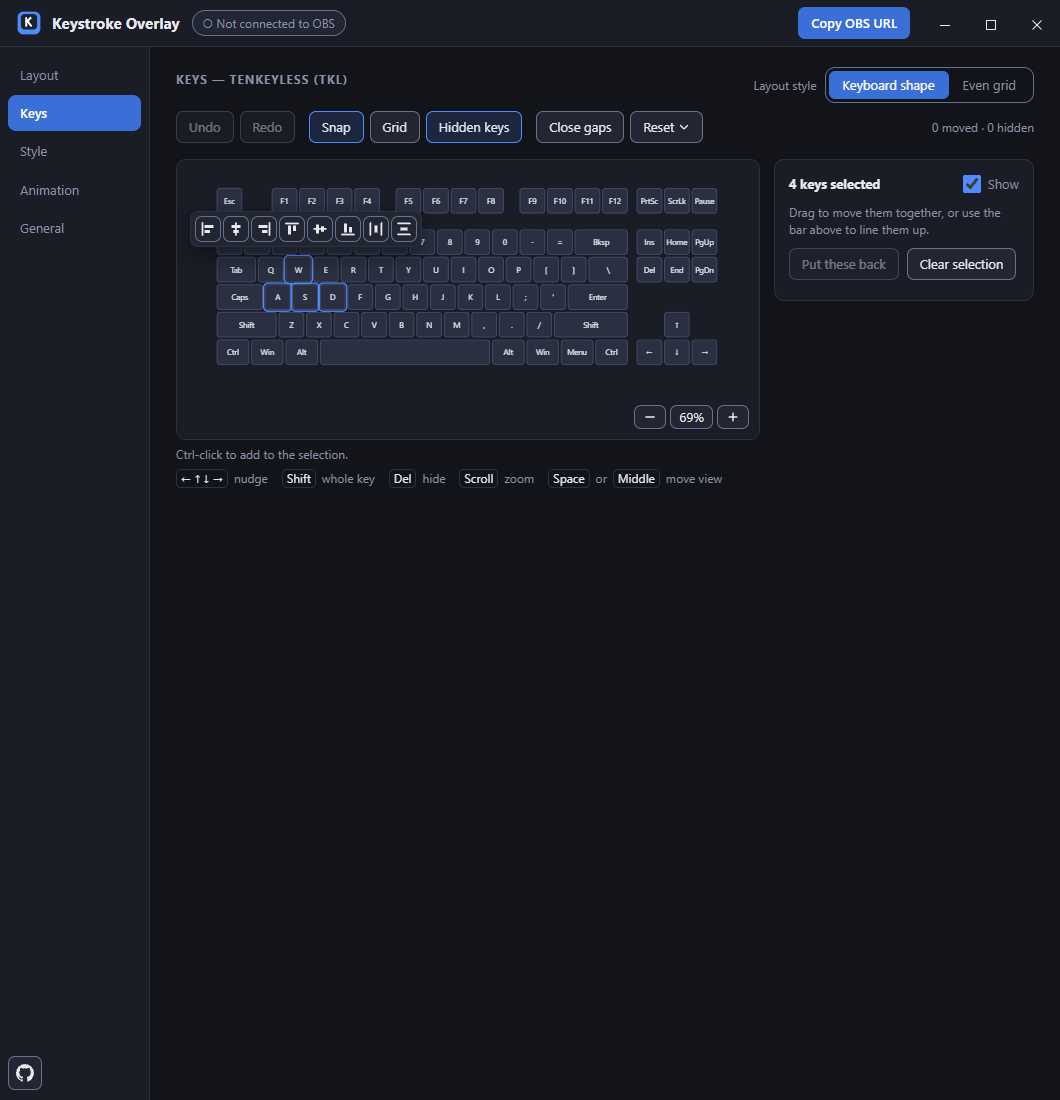 K Keystroke Overlay Not connected to OBS Copy OBS URL
Layout
Keys
Style
Animation
General
KEYS — TENKEYLESS (TKL)
Layout style Keyboard shape Even grid
Undo Redo Snap Grid Hidden keys Close gaps Reset
0 moved · 0 hidden
Esc F1 F2 F3 F4 F5 F6 F7 F8 F9 F10 F11 F12 PrtSc ScrLk Pause
7 8 9 0 - = Bksp Ins Home PgUp
Tab Q W E R T Y U I O P [ ] \ Del End PgDn
Caps A S D F G H J K L ; ' Enter
Shift Z X C V B N M , . / Shift ↑
Ctrl Win Alt Alt Win Menu Ctrl ← ↓ →
− 69% +
4 keys selected Show
Drag to move them together, or use the
bar above to line them up.
Put these back Clear selection
Ctrl-click to add to the selection.
←↑↓→ nudge Shift whole key Del hide Scroll zoom Space or Middle move view